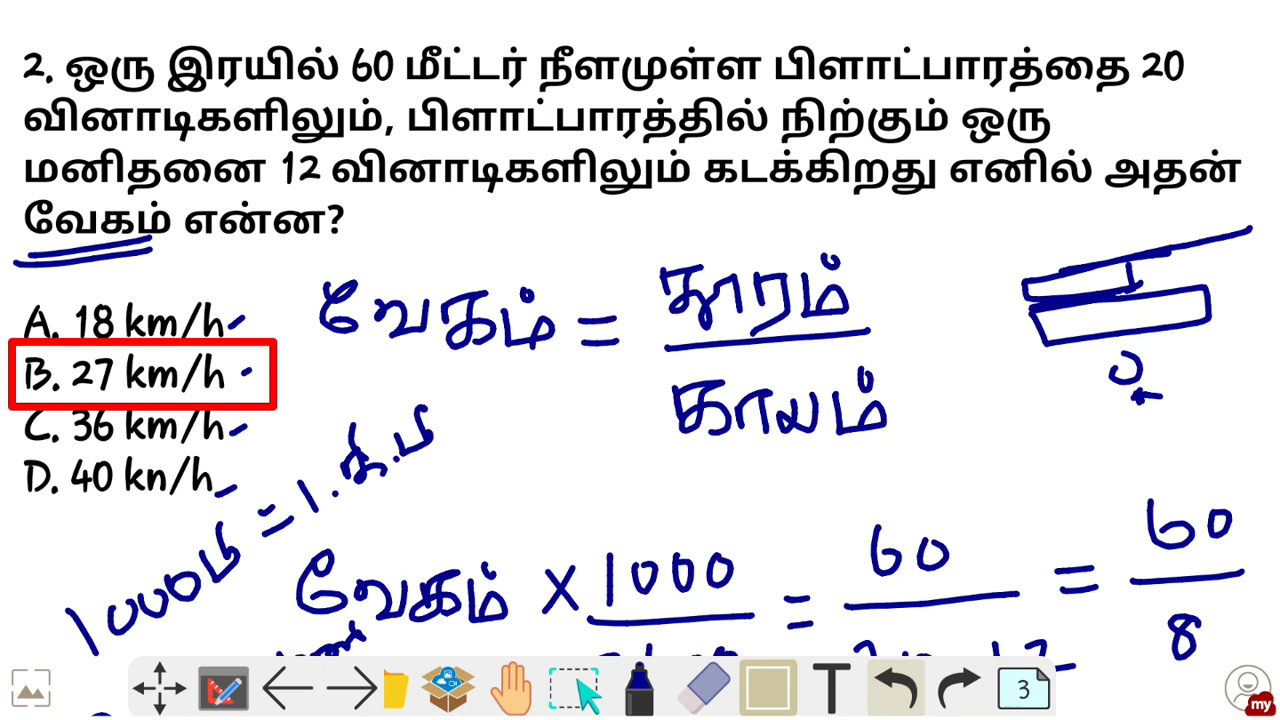 2. ஒரு இரயில் 60 மீட்டர் நீளமுள்ள பிளாட்பாரத்தை 20
வினாடிகளிலும், பிளாட்பாரத்தில் நிற்கும் ஒரு
மனிதனை 12 வினாடிகளிலும் கடக்கிறது எனில் அதன்
வேகம் என்ன?
A. 18 km/h
B. 27 km/h
C. 36 km/h
D. 40 kn/h
வேகம் = தூரம்
காலம்
1000மீ = 1.கி.மீ
வேகம் × 1000 = 60 = 60
8
T
3
my